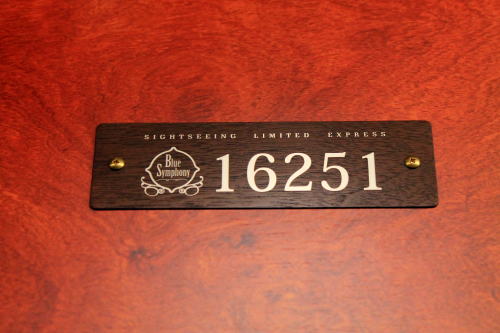 SIGHTSEEING LIMITED EXPRESS
Blue
Symphony
16251